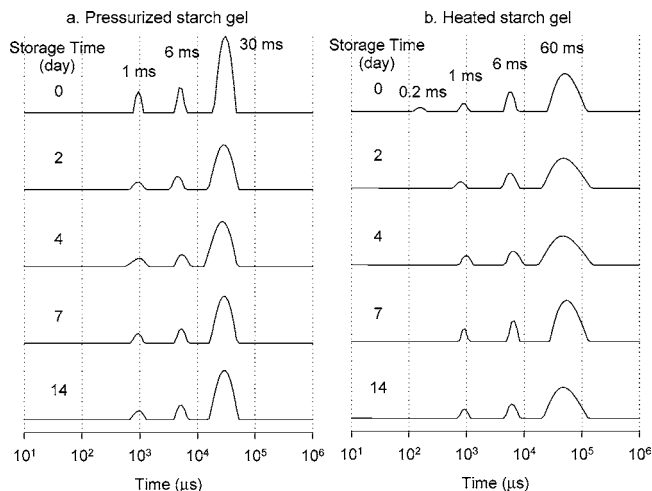 a. Pressurized starch gel
Storage Time
(day)
1 ms
6 ms
30 ms
0
2
4
7
14
10¹ 10² 10³ 10⁴ 10⁵ 10⁶
Time (μs)
b. Heated starch gel
Storage Time
(day)
0.2 ms
1 ms
6 ms
60 ms
0
2
4
7
14
10¹ 10² 10³ 10⁴ 10⁵ 10⁶
Time (μs)